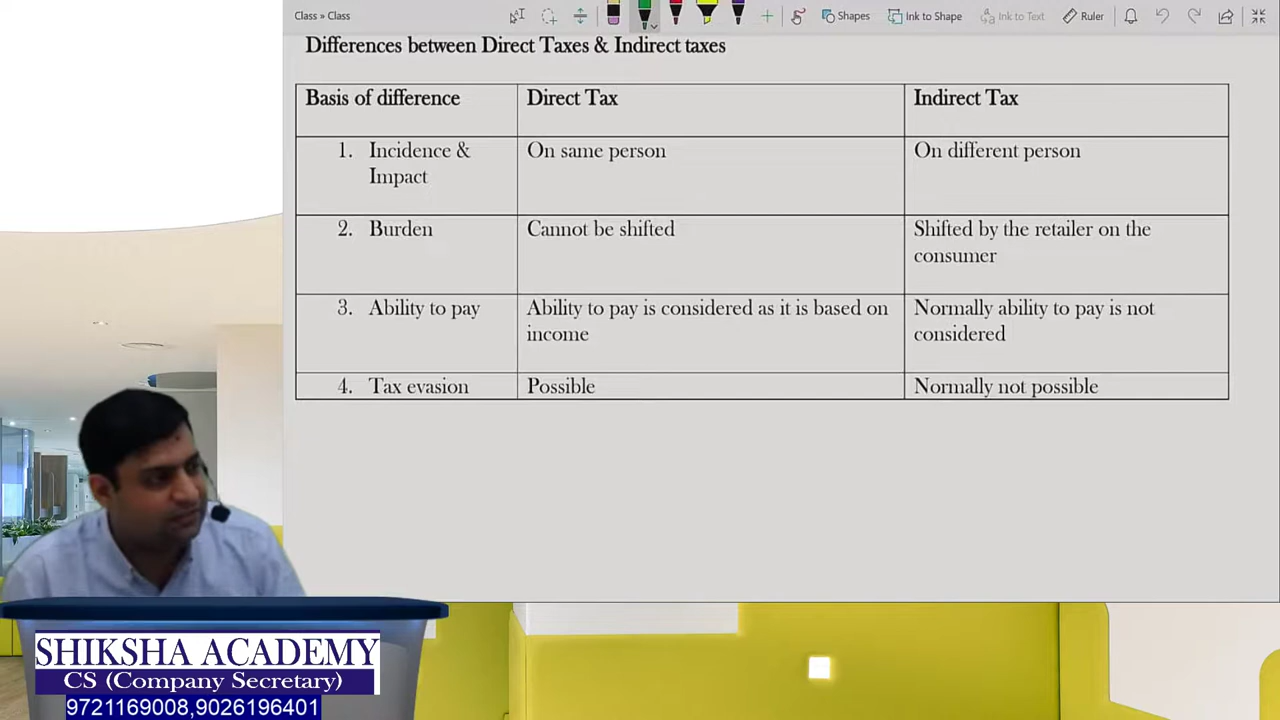 Class » Class
Shapes
Ink to Shape
Ink to Text
Ruler
Differences between Direct Taxes & Indirect taxes
Basis of difference
Direct Tax
Indirect Tax
1. Incidence &
Impact
On same person
On different person
2. Burden
Cannot be shifted
Shifted by the retailer on the
consumer
3. Ability to pay
Ability to pay is considered as it is based on
income
Normally ability to pay is not
considered
4. Tax evasion
Possible
Normally not possible
SHIKSHA ACADEMY
CS (Company Secretary)
9721169008,9026196401